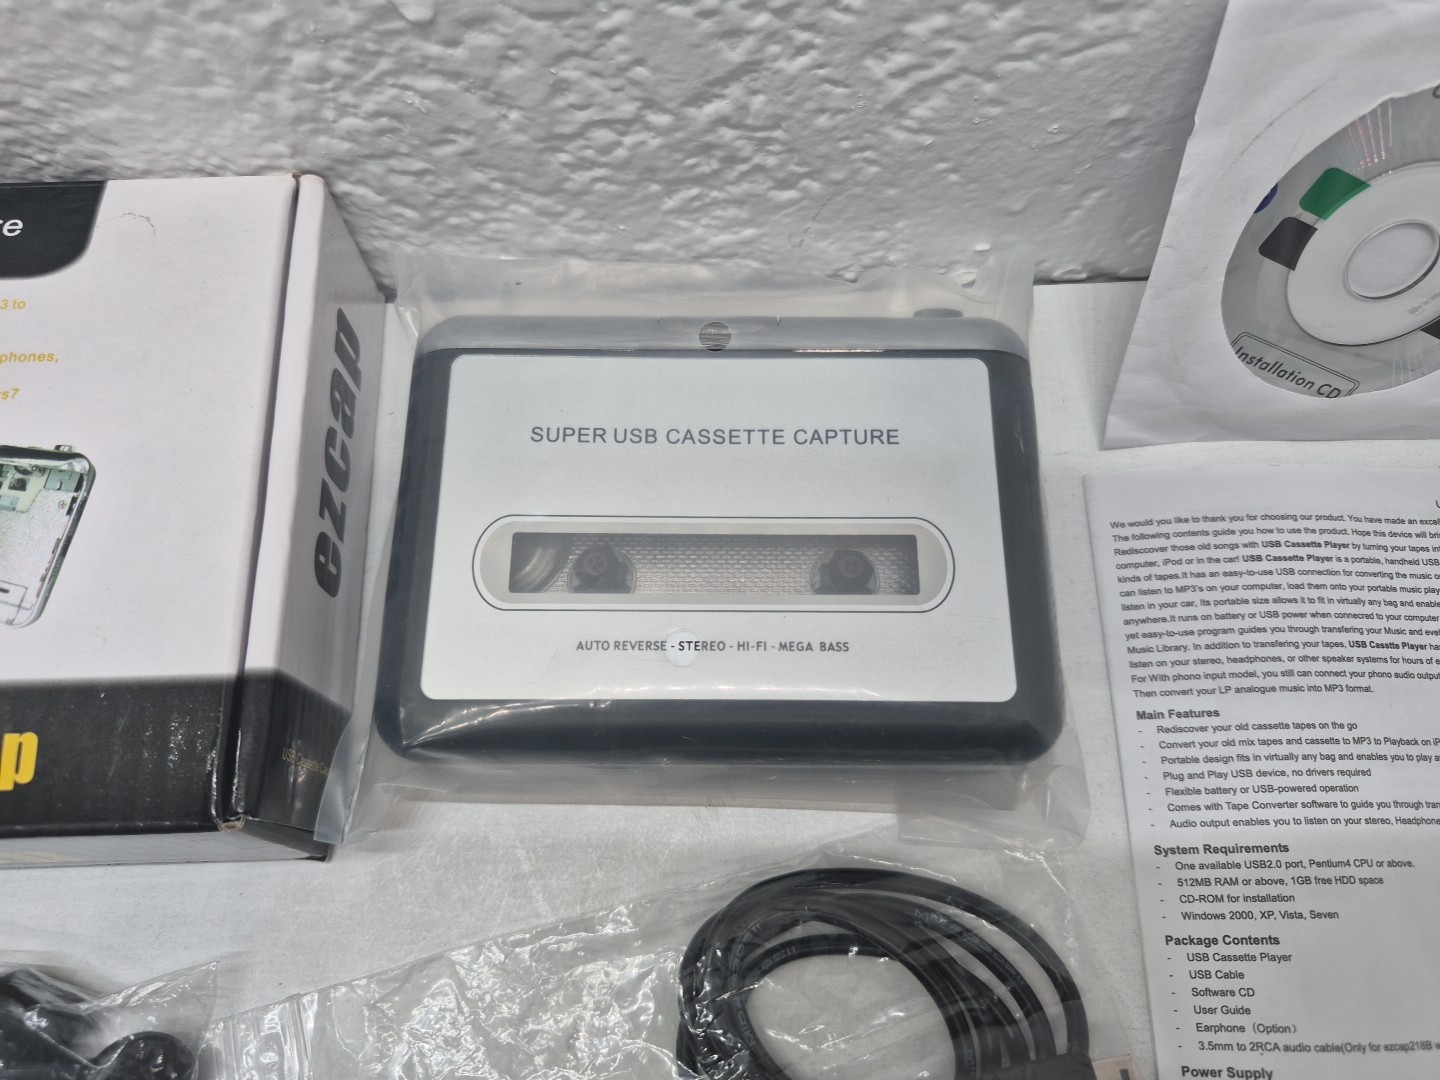 re
3 to
phones,
s7
ezcap
p
SUPER USB CASSETTE CAPTURE
AUTO REVERSE - STEREO - HI-FI - MEGA BASS
Installation CD
We would you like to thank you for choosing our product. You have made an excel
The following contents guide you how to use the product. Hope this device will bri
Rediscover those old songs with USB Cassette Player by turning your tapes int
computer, iPod or in the car! USB Cassette Player is a portable, handheld USB
kinds of tapes.It has an easy-to-use USB connection for converting the music o
can listen to MP3's on your computer, load them onto your portable music play
listen in your car, Its portable size allows it to fit in virtually any bag and enable
anywhere.It runs on battery or USB power when connecred to your computer
yet easy-to-use program guides you through transfering your Music and eve
Music Library. In addition to transfering your tapes, USB Casstte Player has
listen on your stereo, headphones, or other speaker systems for hours of e
For With phono input model, you still can connect your phono audio output
Then convert your LP analogue music into MP3 format.
Main Features
- Rediscover your old cassette tapes on the go
- Convert your old mix tapes and cassette to MP3 to Playback on iP
- Portable design fits in virtually any bag and enables you to play a
- Plug and Play USB device, no drivers required
- Flexible battery or USB-powered operation
- Comes with Tape Converter software to guide you through tran
- Audio output enables you to listen on your stereo, Headphone
System Requirements
- One available USB2.0 port, Pentium4 CPU or above.
- 512MB RAM or above, 1GB free HDD space
- CD-ROM for installation
- Windows 2000, XP, Vista, Seven
Package Contents
- USB Cassette Player
- USB Cable
- Software CD
- User Guide
- Earphone (Option)
- 3.5mm to 2RCA audio cable(Only for ezcap218B w
Power Supply